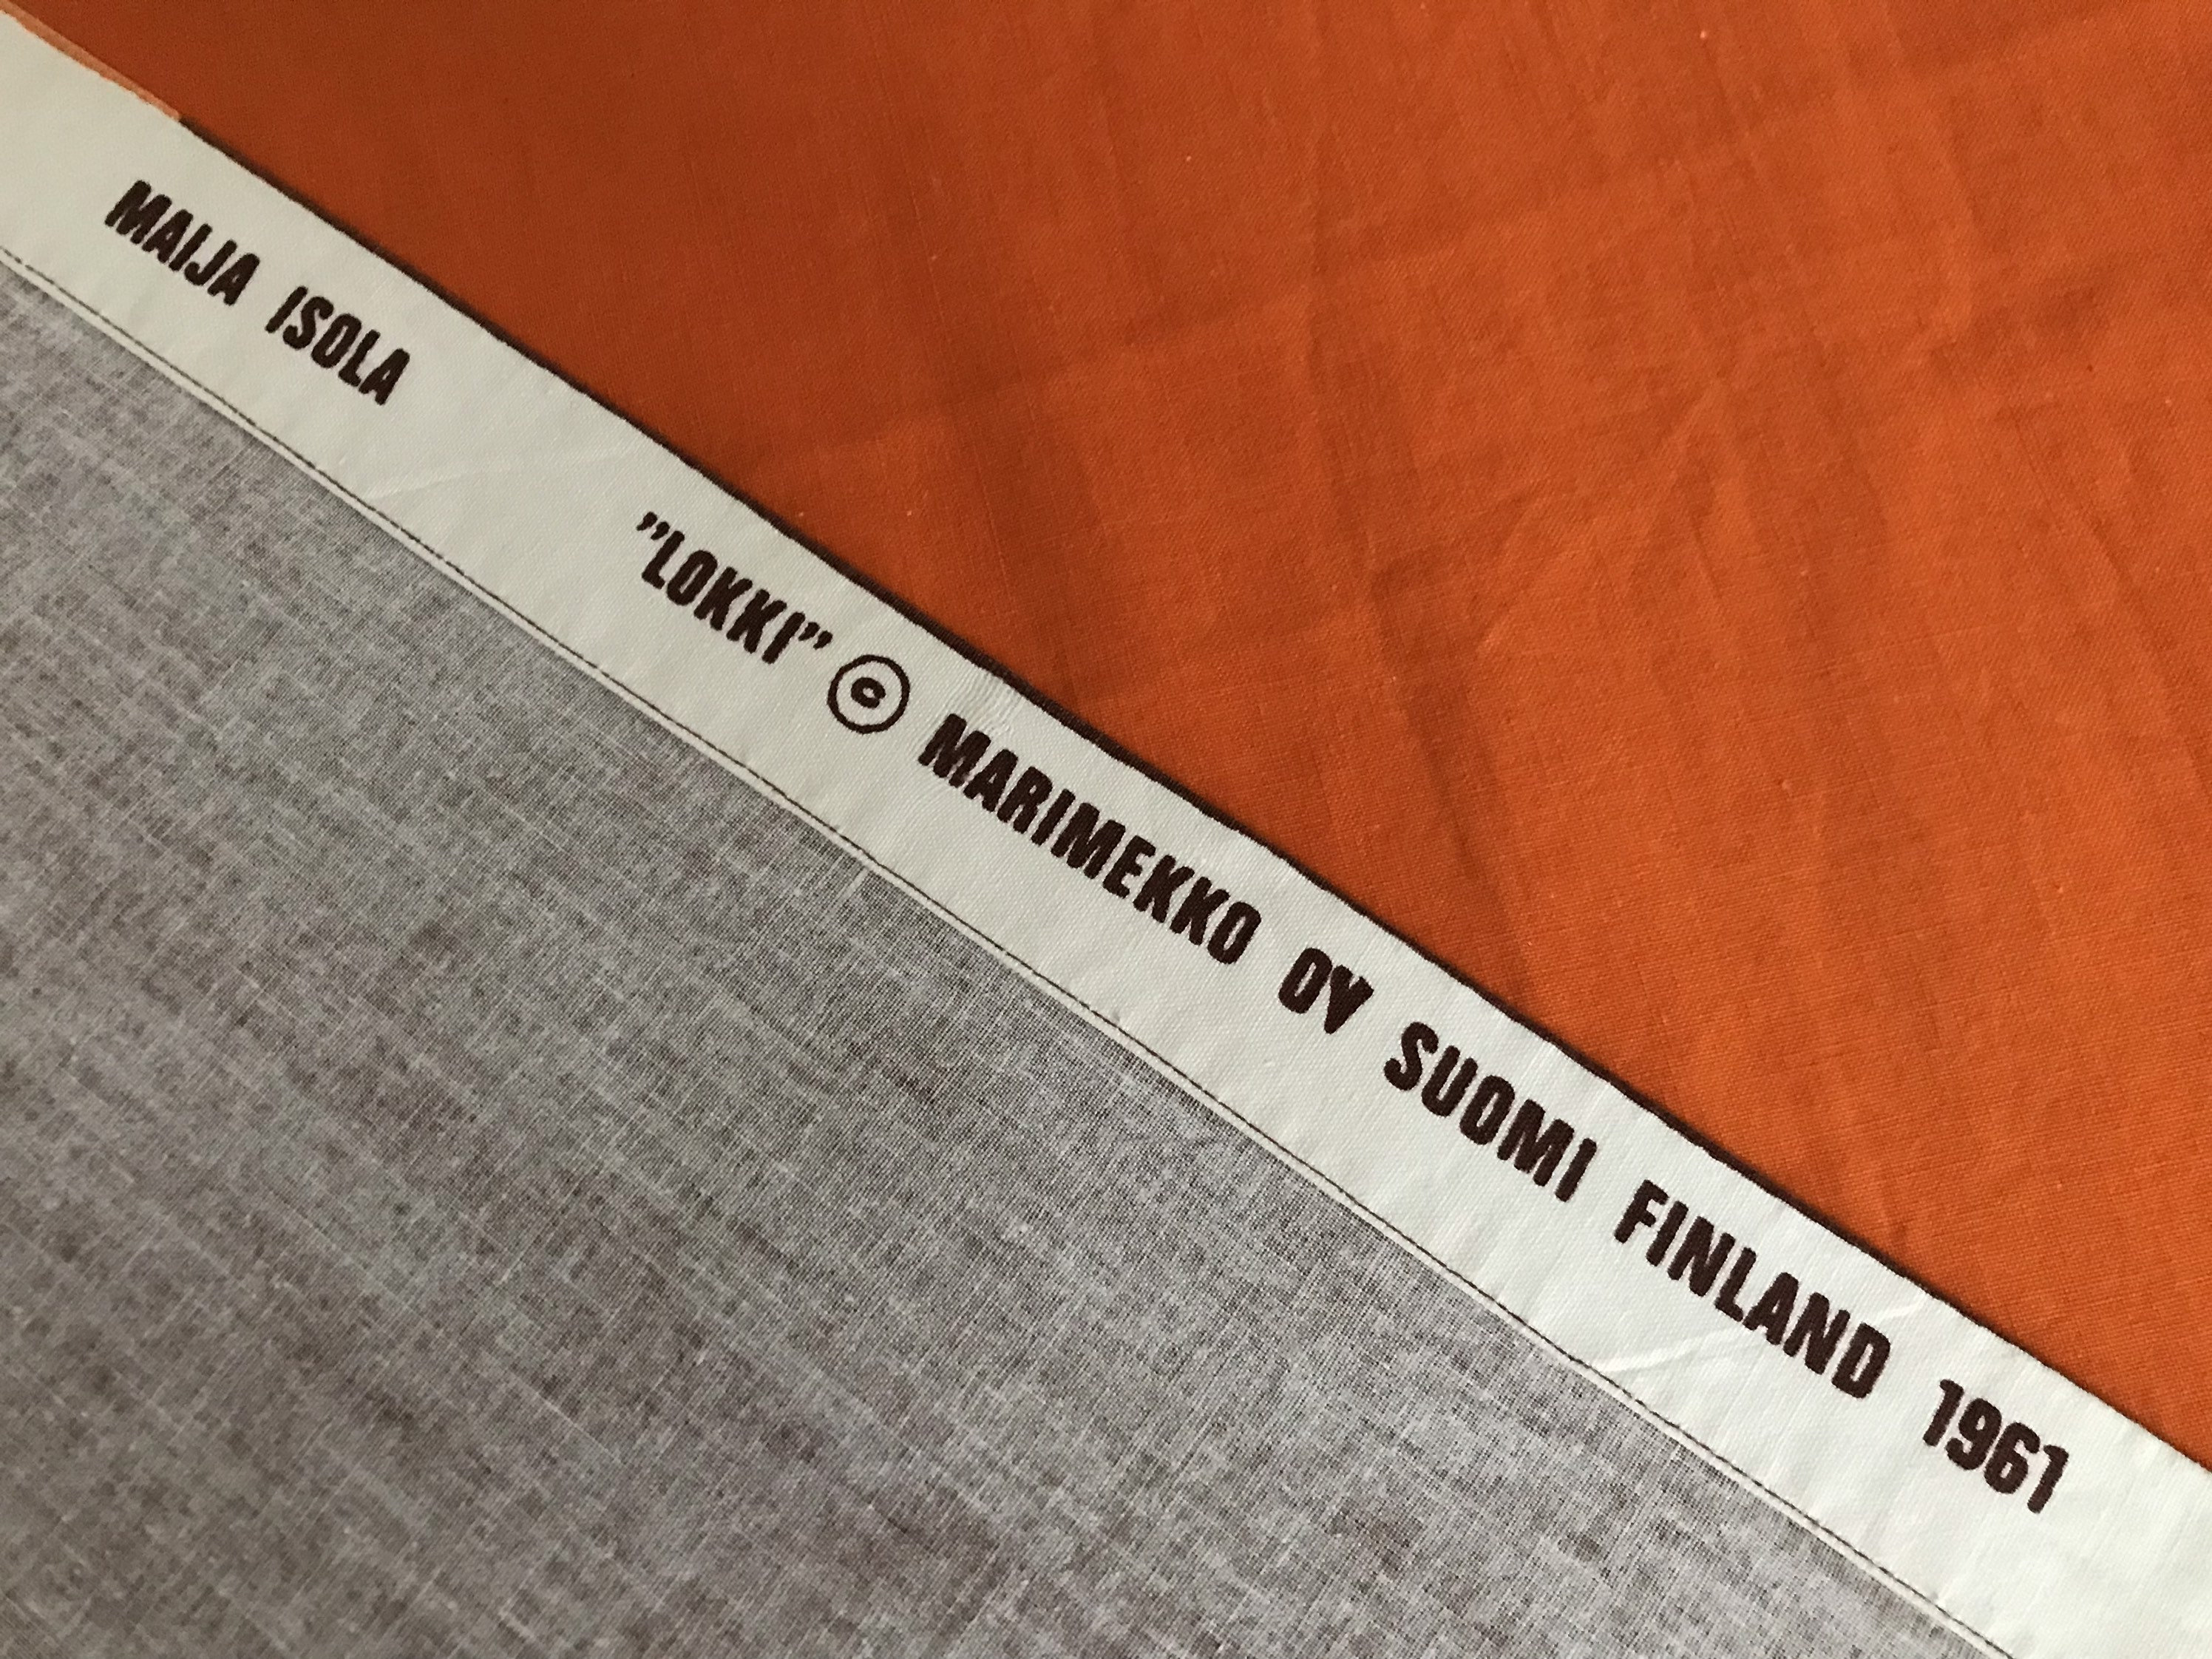 MAIJA ISOLA ”LOKKI” © MARIMEKKO OY SUOMI FINLAND 1961